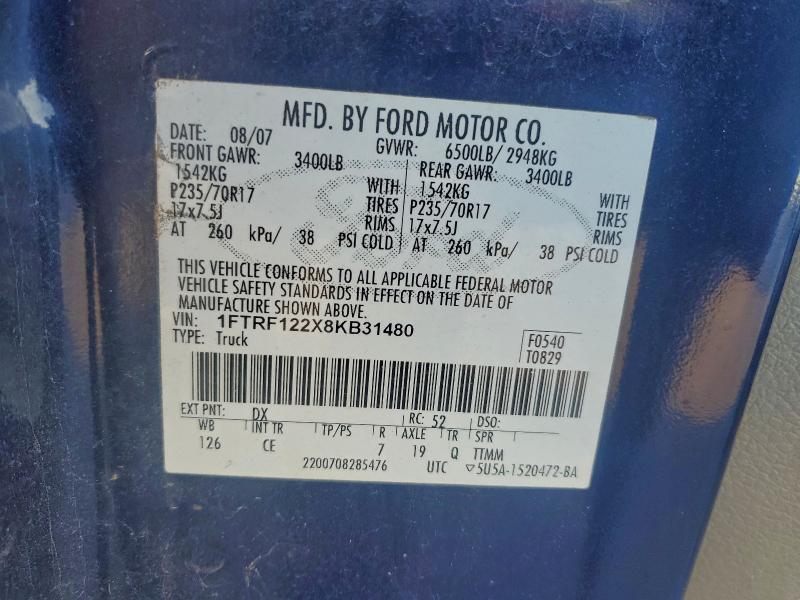 MFD. BY FORD MOTOR CO.
DATE: 08/07 GVWR: 6500LB/ 2948KG
FRONT GAWR: 3400LB REAR GAWR: 3400LB
1542KG WITH 1542KG WITH
P235/70R17 TIRES P235/70R17 TIRES
17x7.5J RIMS 17x7.5J RIMS
AT 260 kPa/ 38 PSI COLD AT 260 kPa/ 38 PSI COLD
THIS VEHICLE CONFORMS TO ALL APPLICABLE FEDERAL MOTOR
VEHICLE SAFETY STANDARDS IN EFFECT ON THE DATE OF
MANUFACTURE SHOWN ABOVE.
VIN: 1FTRF122X8KB31480
TYPE: Truck
F0540
T0829
EXT PNT: DX RC: 52 DSO:
WB INT TR TP/PS R AXLE TR SPR
126 CE 7 19 Q TTMM
2200708285476 UTC ▽5U5A-1520472-BA
Ford